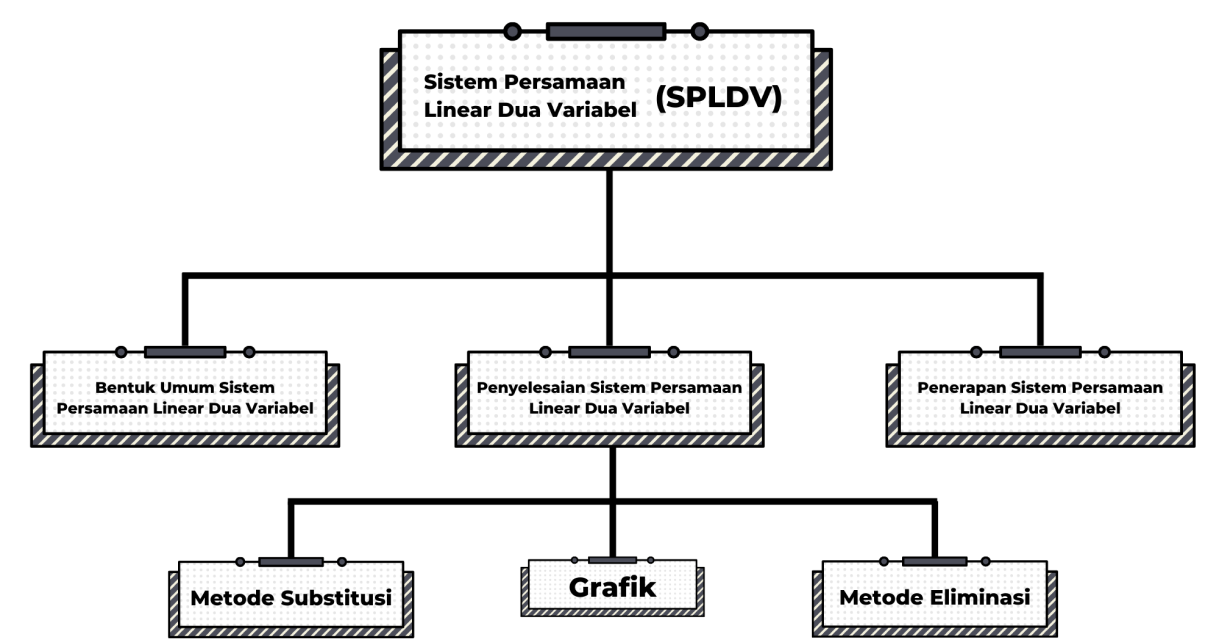 Sistem Persamaan
Linear Dua Variabel
(SPLDV)
Bentuk Umum Sistem
Persamaan Linear Dua Variabel
Penyelesaian Sistem Persamaan
Linear Dua Variabel
Penerapan Sistem Persamaan
Linear Dua Variabel
Metode Substitusi
Grafik
Metode Eliminasi